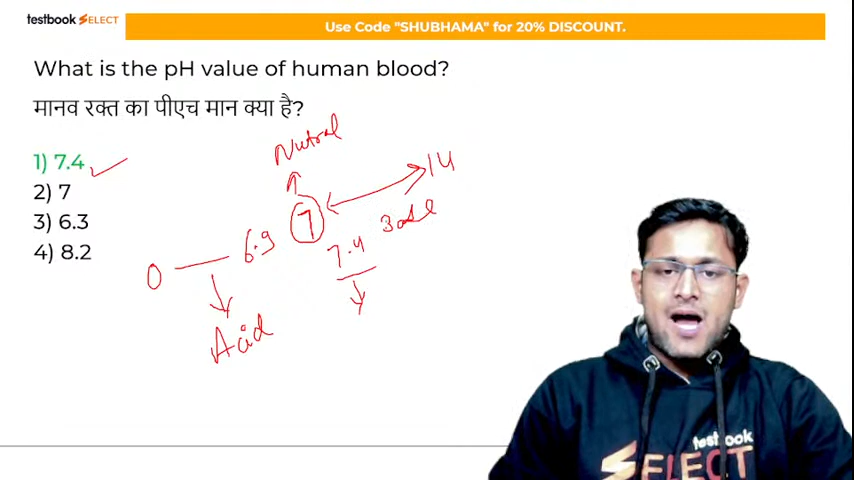 testbook SELECT
Use Code "SHUBHAMA" for 20% DISCOUNT.
What is the pH value of human blood?
मानव रक्त का पीएच मान क्या है?
1) 7.4
2) 7
3) 6.3
4) 8.2
Nutral
14
7
Base
6.9
7.4
0
Acid
testbook
SELECT